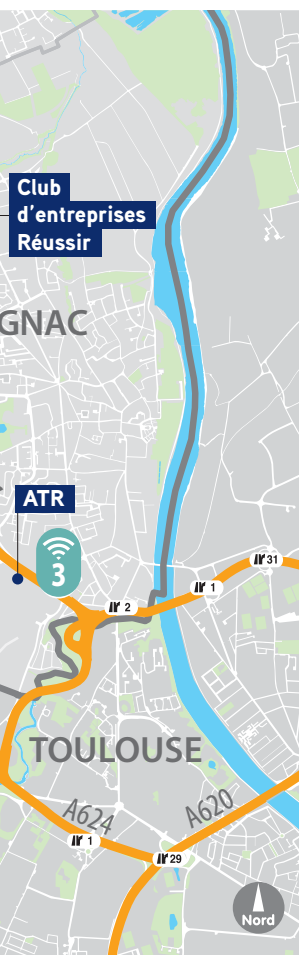 Club
d'entreprises
Réussir
GNAC
ATR
3
2
1
31
TOULOUSE
A624
A620
1
29
Nord